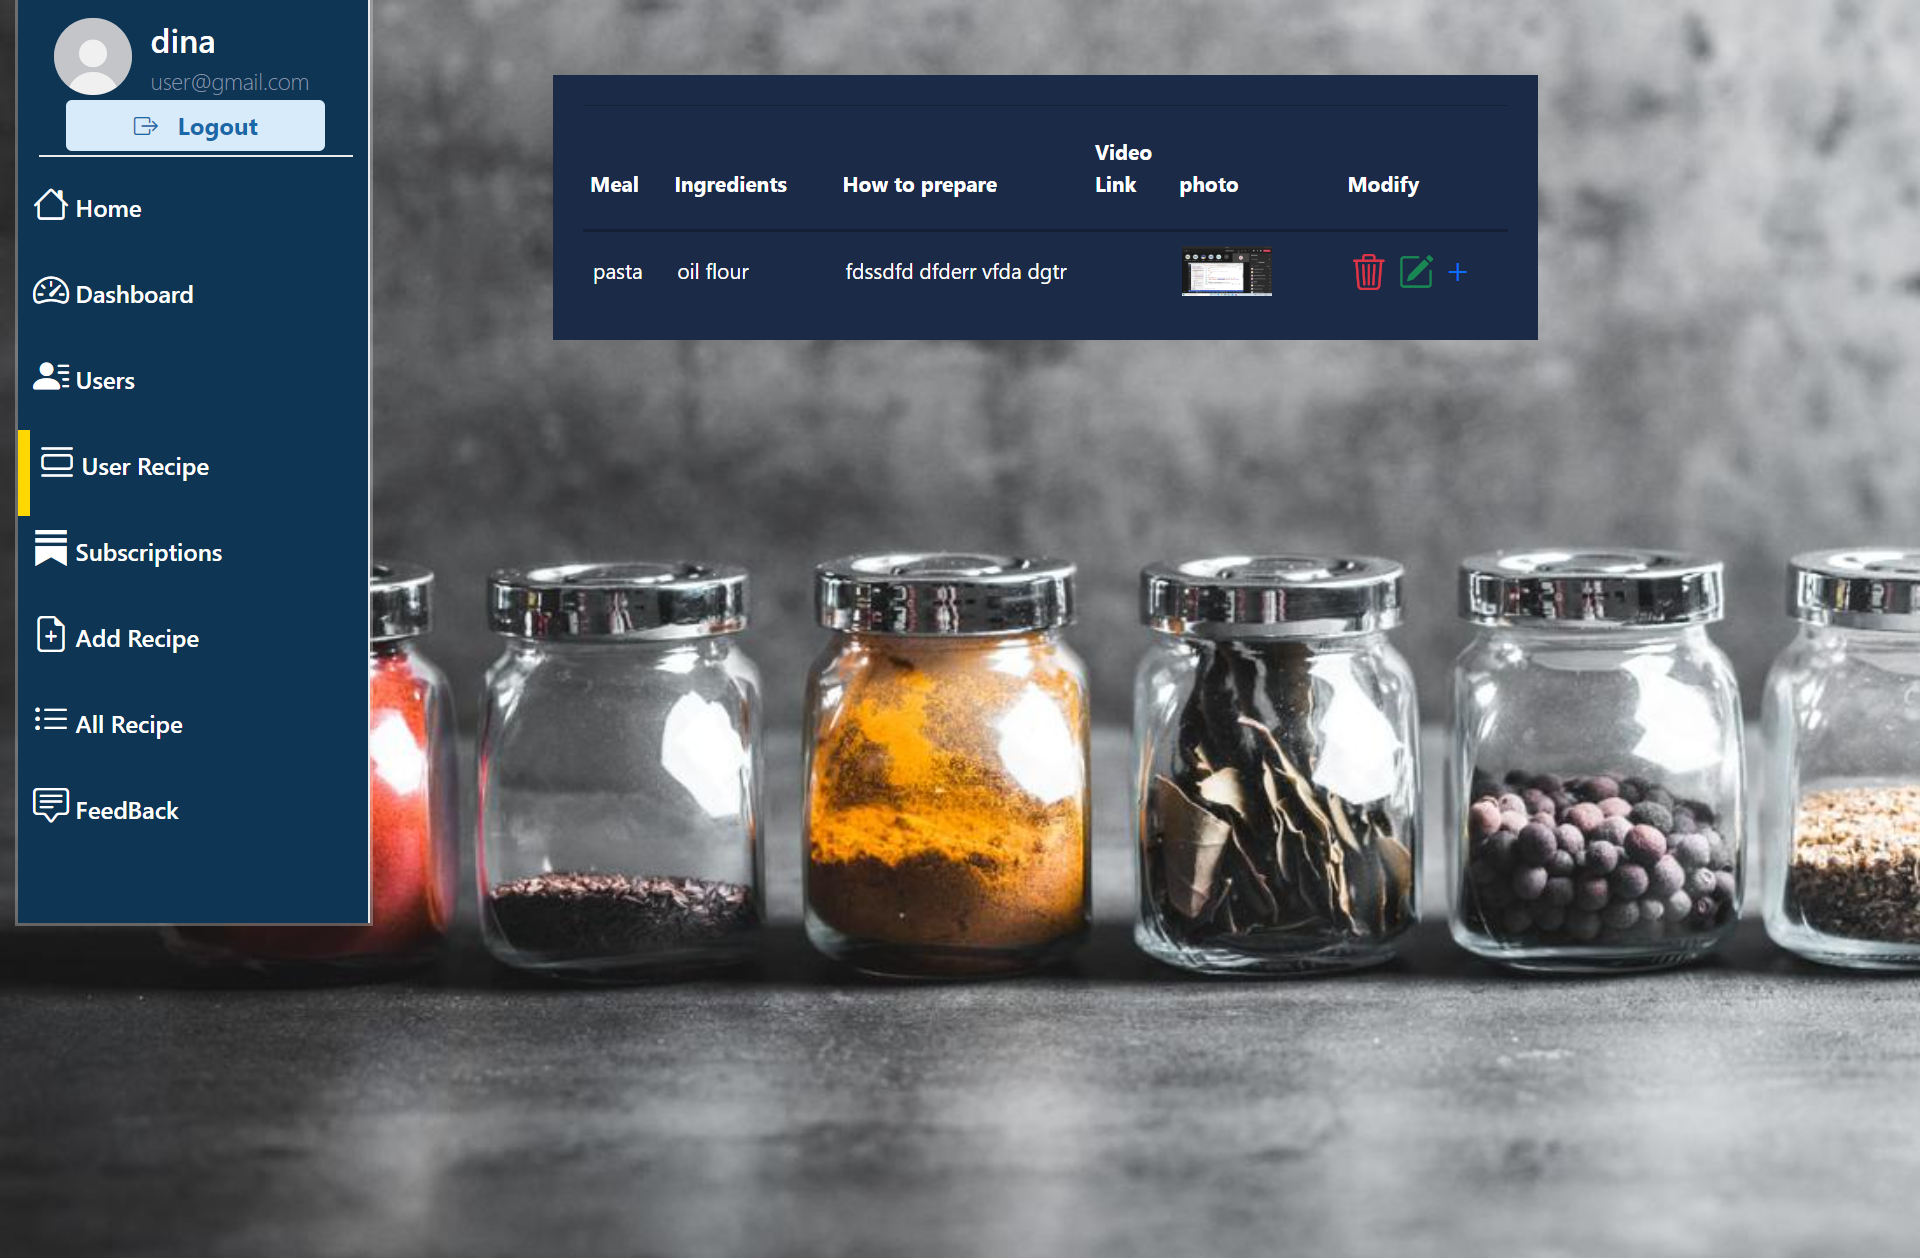 dina
user@gmail.com
Logout
Home
Dashboard
Users
User Recipe
Subscriptions
Add Recipe
All Recipe
FeedBack
Meal Ingredients How to prepare Video Link photo Modify
pasta oil flour fdssdfd dfderr vfda dgtr